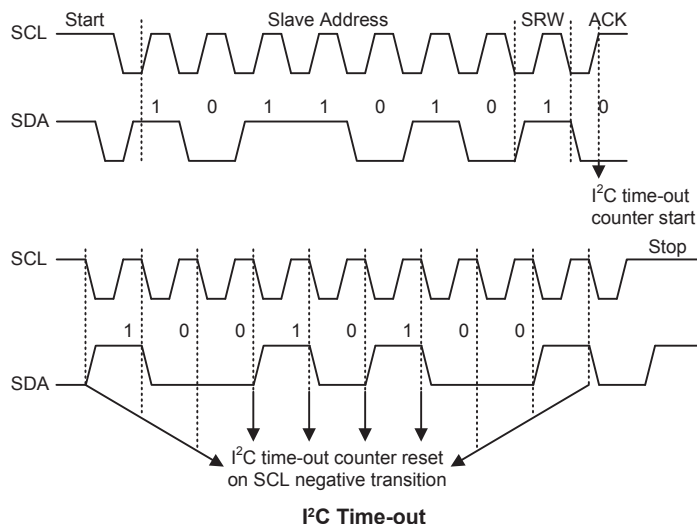 Start Slave Address SRW ACK
SCL
1 0 1 1 0 1 0 1 0
SDA
I²C time-out
counter start
Stop
SCL
1 0 0 1 0 1 0 0
SDA
I²C time-out counter reset
on SCL negative transition
I²C Time-out